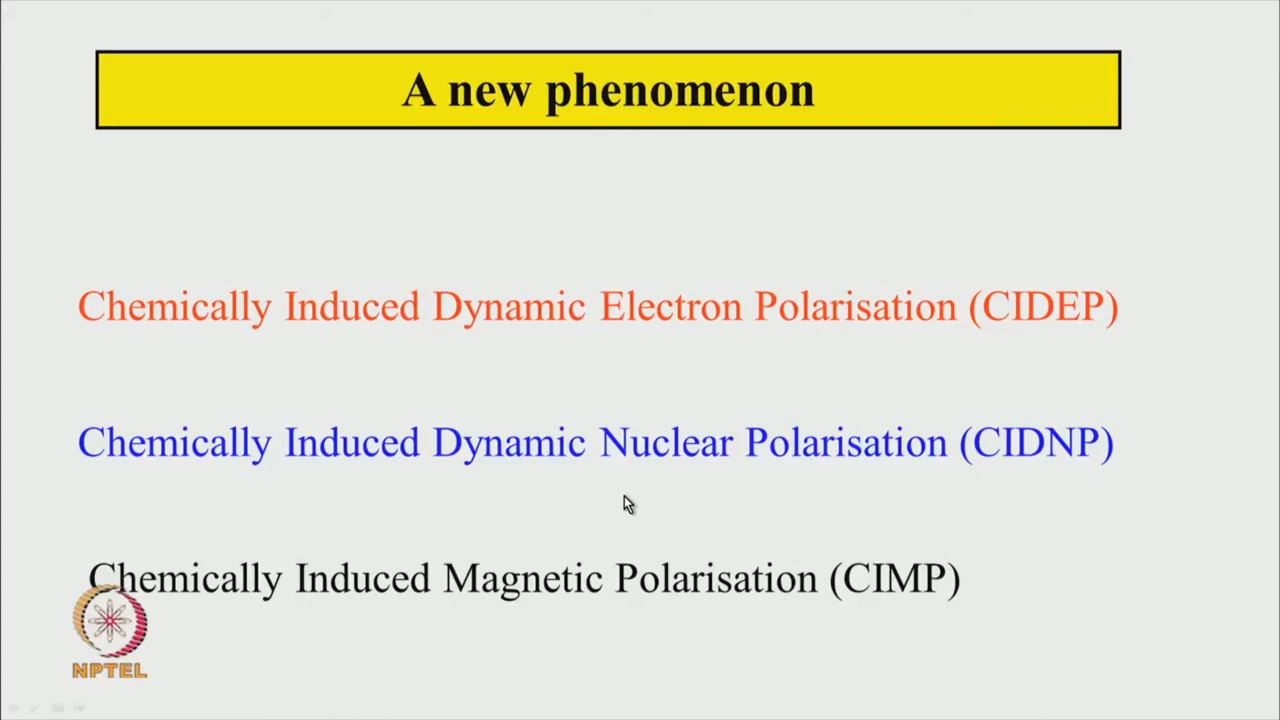 A new phenomenon
Chemically Induced Dynamic Electron Polarisation (CIDEP)
Chemically Induced Dynamic Nuclear Polarisation (CIDNP)
Chemically Induced Magnetic Polarisation (CIMP)
NPTEL